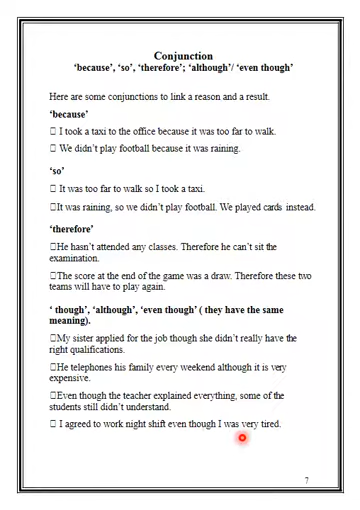 Conjunction
‘because’, ‘so’, ‘therefore’; ‘although’/ ‘even though’
Here are some conjunctions to link a reason and a result.
‘because’
□ I took a taxi to the office because it was too far to walk.
□ We didn’t play football because it was raining.
‘so’
□ It was too far to walk so I took a taxi.
□It was raining, so we didn’t play football. We played cards instead.
‘therefore’
□He hasn’t attended any classes. Therefore he can’t sit the
examination.
□The score at the end of the game was a draw. Therefore these two
teams will have to play again.
‘ though’, ‘although’, ‘even though’ ( they have the same
meaning).
□My sister applied for the job though she didn’t really have the
right qualifications.
□He telephones his family every weekend although it is very
expensive.
□Even though the teacher explained everything, some of the
students still didn’t understand.
□ I agreed to work night shift even though I was very tired.
7